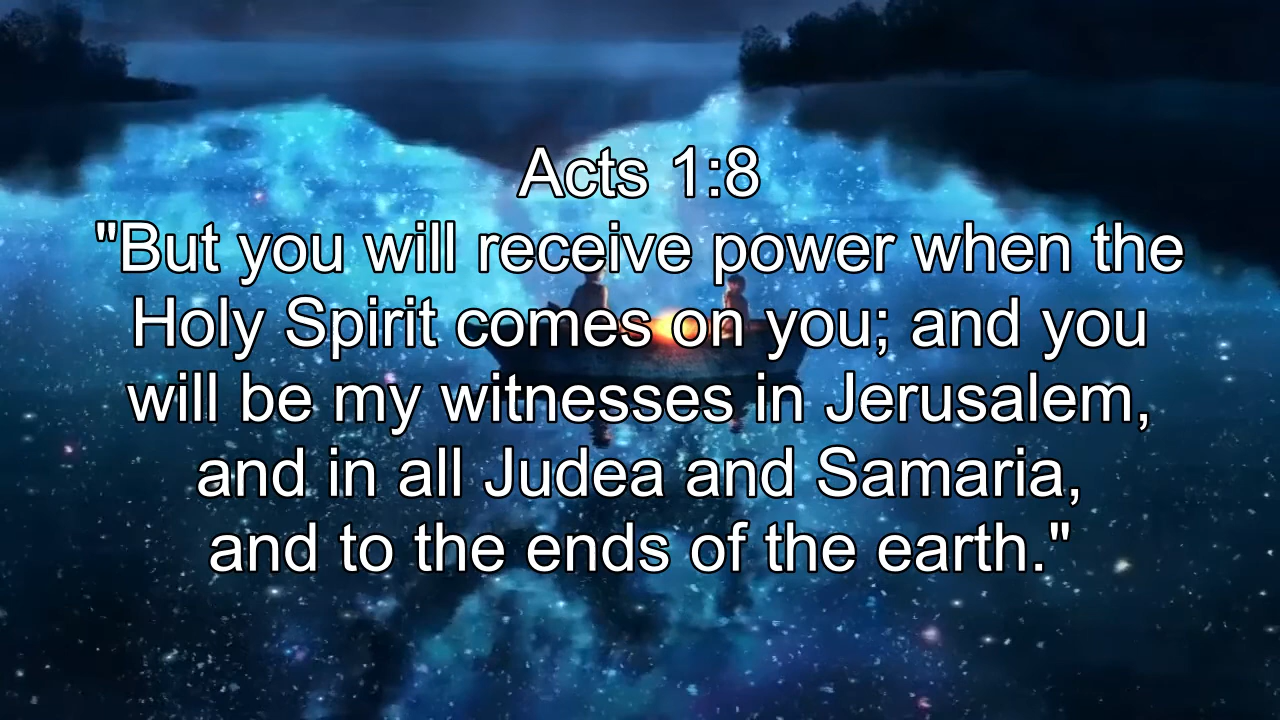 Acts 1:8
"But you will receive power when the
Holy Spirit comes on you; and you
will be my witnesses in Jerusalem,
and in all Judea and Samaria,
and to the ends of the earth."